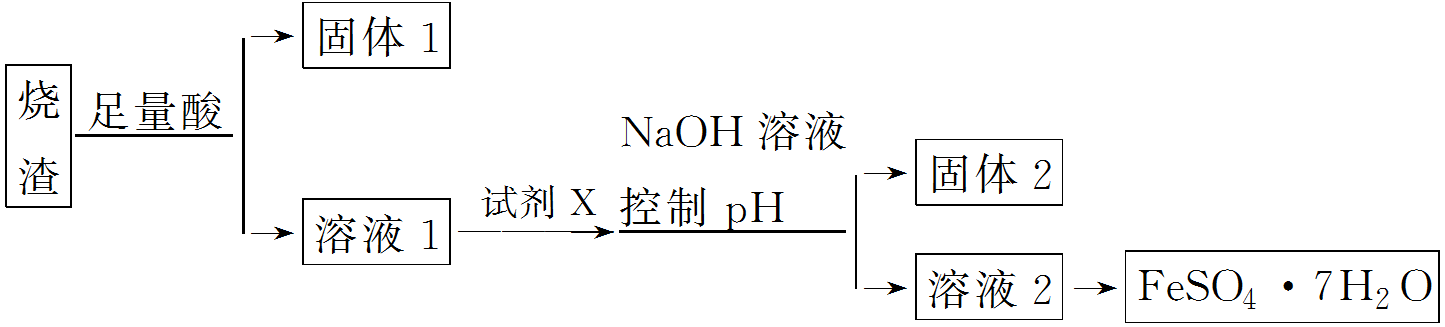 烧渣
足量酸
固体 1
溶液 1
试剂 X
NaOH 溶液
控制 pH
固体 2
溶液 2
FeSO₄ · 7H₂O